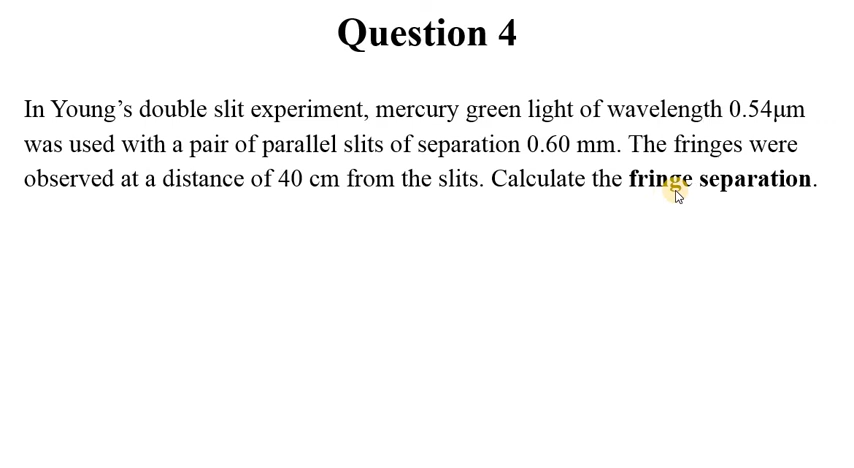 Question 4
In Young’s double slit experiment, mercury green light of wavelength 0.54μm
was used with a pair of parallel slits of separation 0.60 mm. The fringes were
observed at a distance of 40 cm from the slits. Calculate the fringe separation.